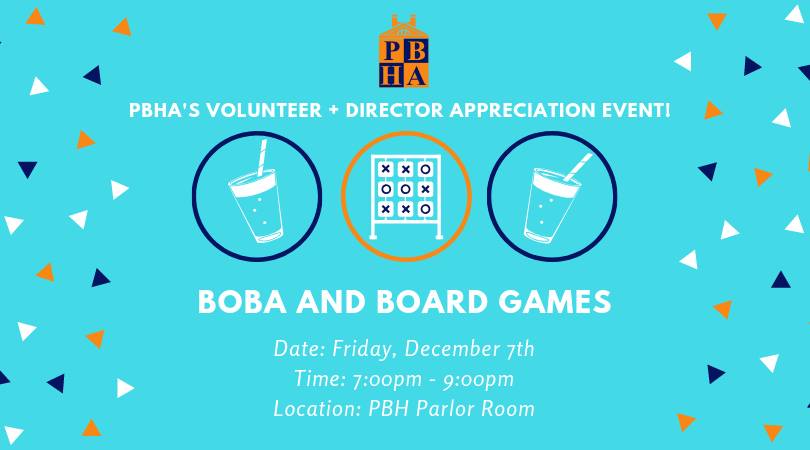 PB
HA
PBHA'S VOLUNTEER + DIRECTOR APPRECIATION EVENT!
X X O
O O X
X O X
BOBA AND BOARD GAMES
Date: Friday, December 7th
Time: 7:00pm - 9:00pm
Location: PBH Parlor Room